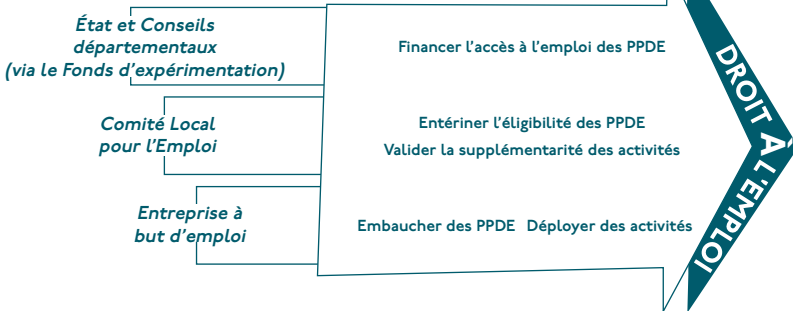 État et Conseils
départementaux
(via le Fonds d'expérimentation)
Financer l'accès à l'emploi des PPDE
Comité Local
pour l'Emploi
Entériner l'éligibilité des PPDE
Valider la supplémentarité des activités
Entreprise à
but d'emploi
Embaucher des PPDE Déployer des activités
DROIT À L'EMPLOI